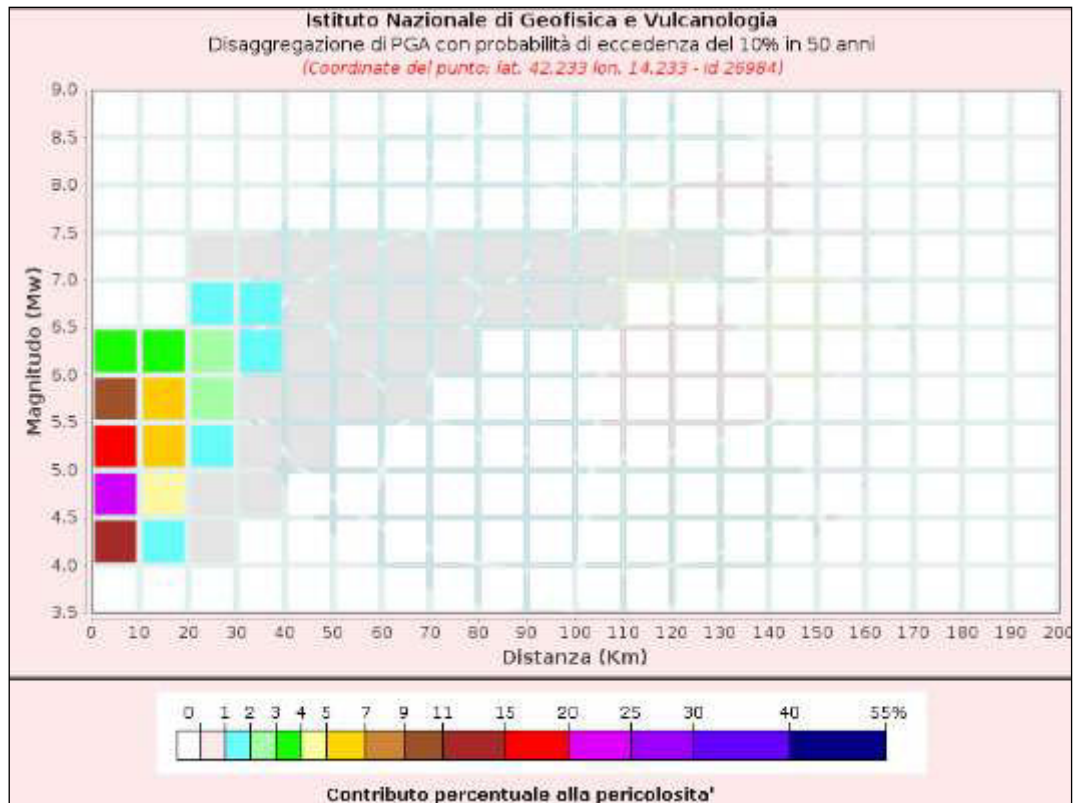 Istituto Nazionale di Geofisica e Vulcanologia
Disaggregazione di PGA con probabilità di eccedenza del 10% in 50 anni
(Coordinate del punto: lat. 42.233 lon. 14.233 - id 26984)
Magnitudo (Mw)
9.0
8.5
8.0
7.5
7.0
6.5
6.0
5.5
5.0
4.5
4.0
3.5
0 10 20 30 40 50 60 70 80 90 100 110 120 130 140 150 160 170 180 190 200
Distanza (Km)
0 1 2 3 4 5 7 9 11 15 20 25 30 40 55%
Contributo percentuale alla pericolosita'